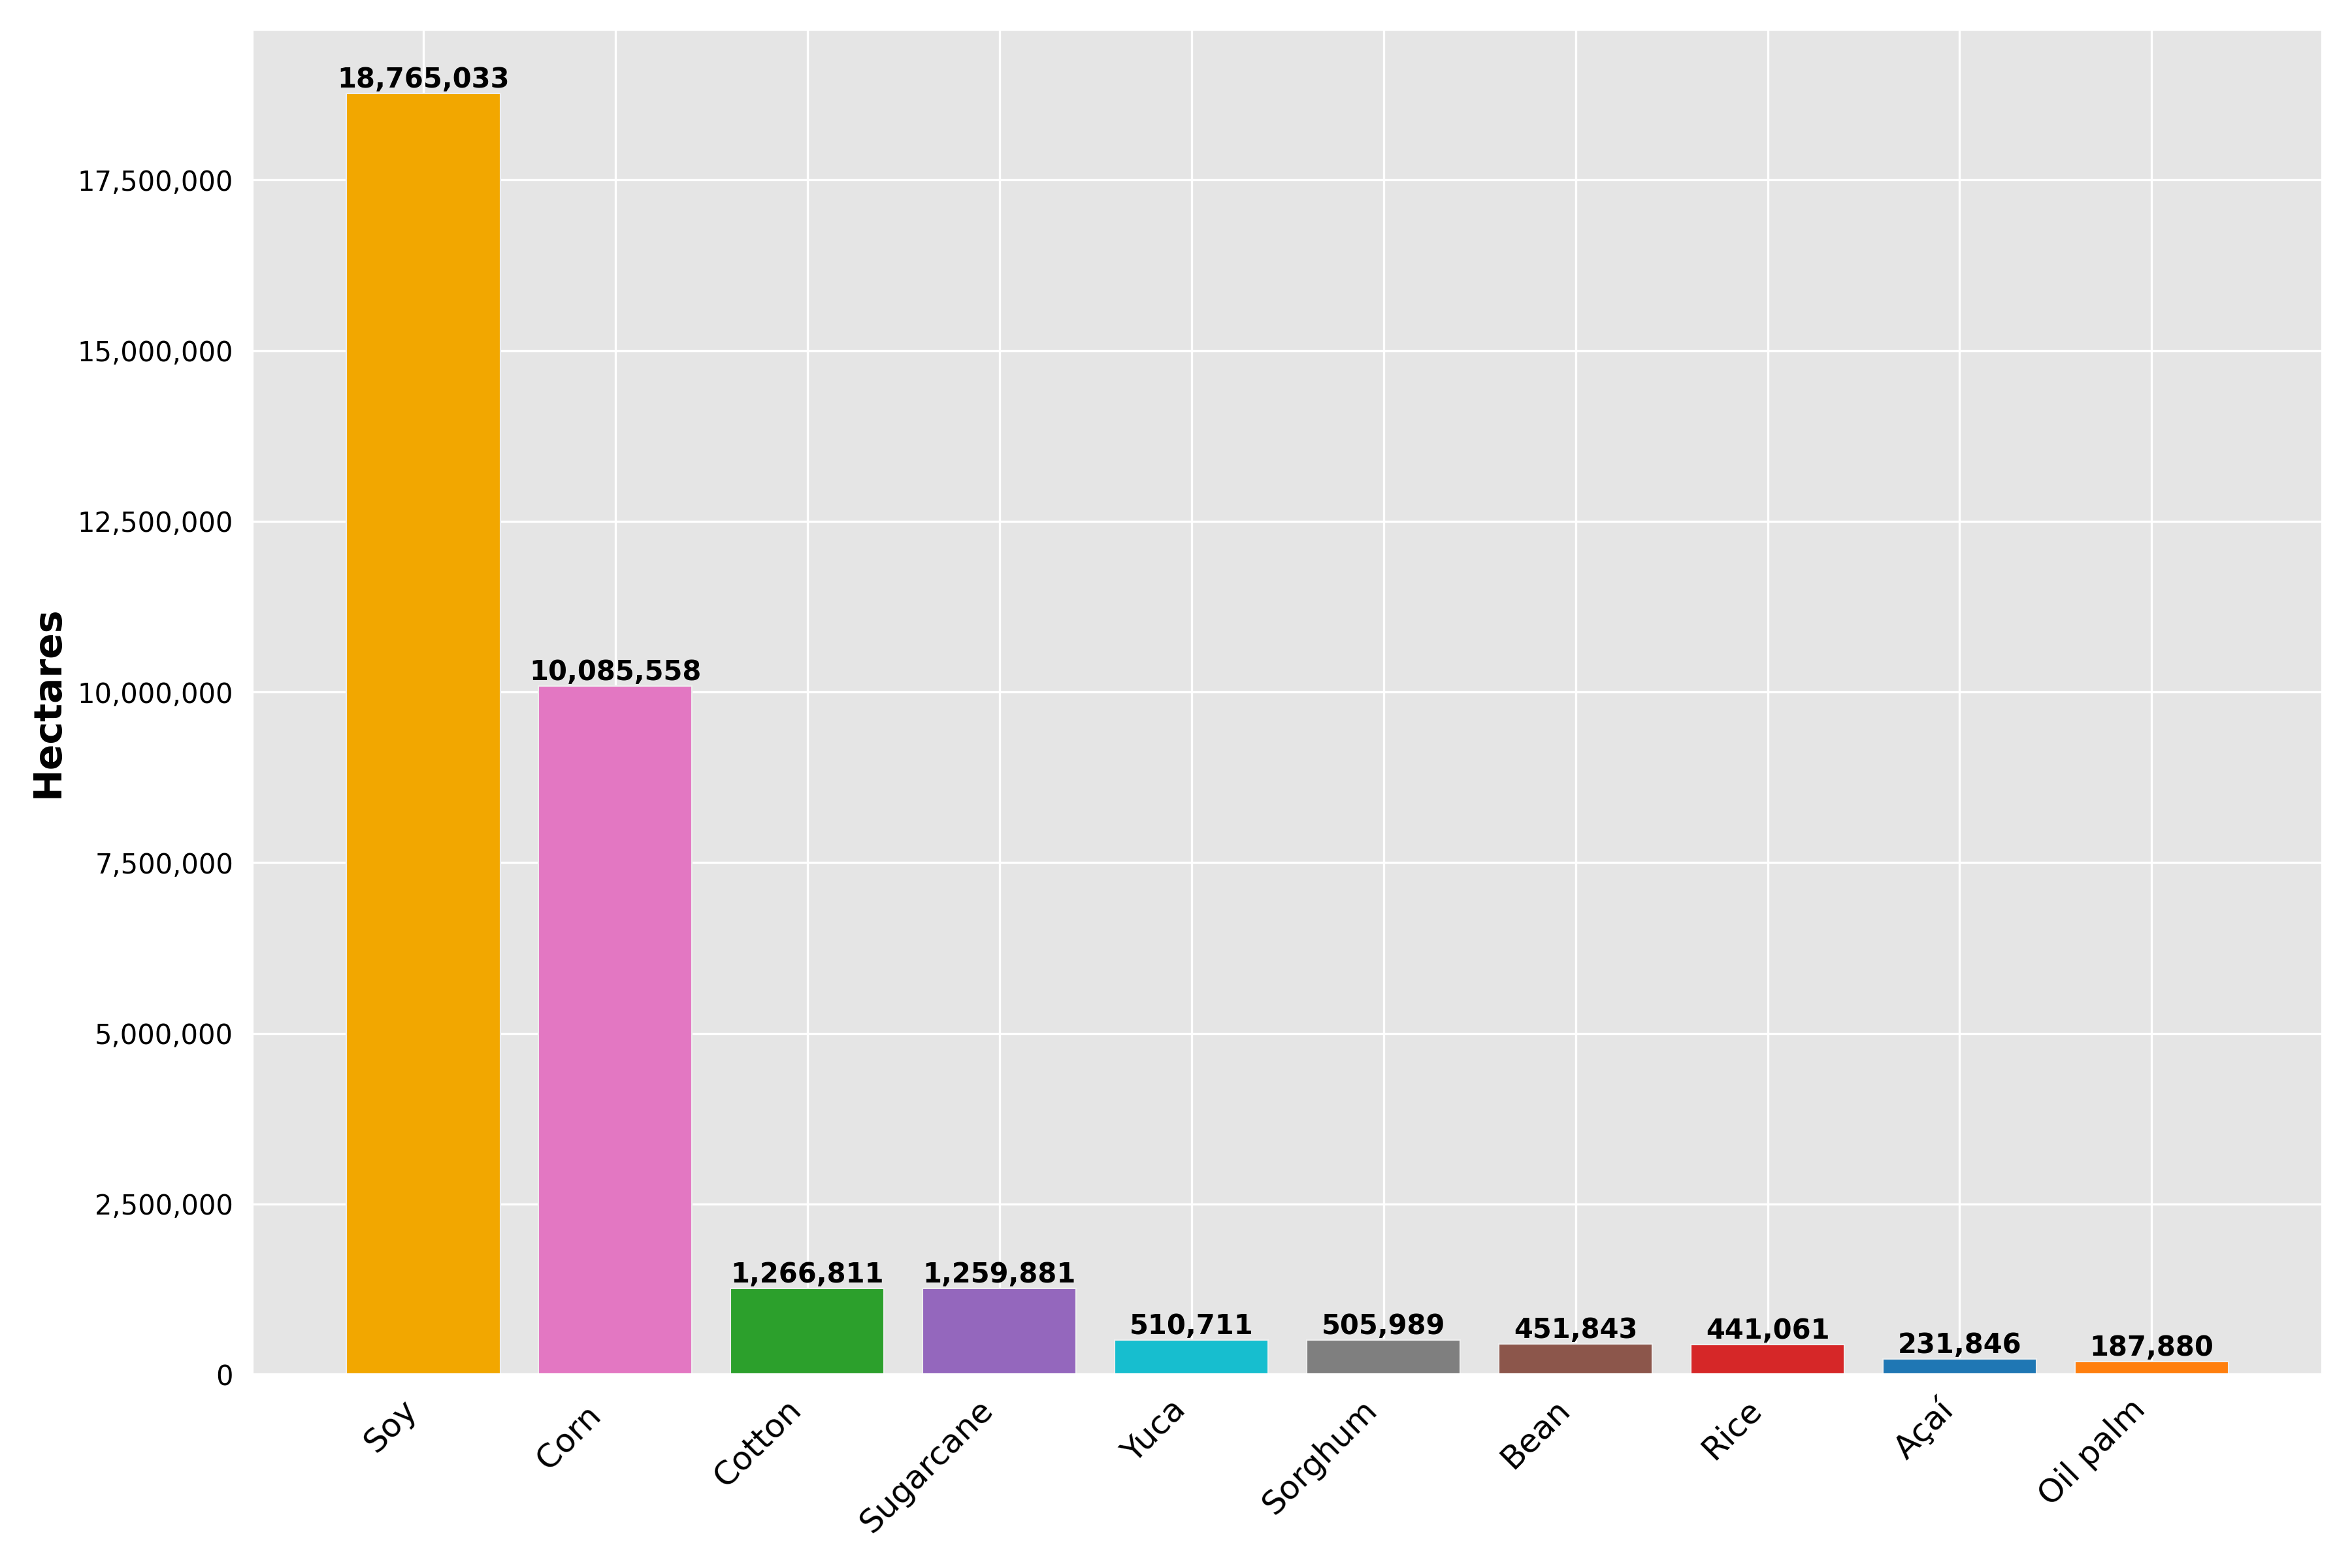 Hectares
17,500,000
15,000,000
12,500,000
10,000,000
7,500,000
5,000,000
2,500,000
0
18,765,033
10,085,558
1,266,811
1,259,881
510,711
505,989
451,843
441,061
231,846
187,880
Soy
Corn
Cotton
Sugarcane
Yuca
Sorghum
Bean
Rice
Açaí
Oil palm